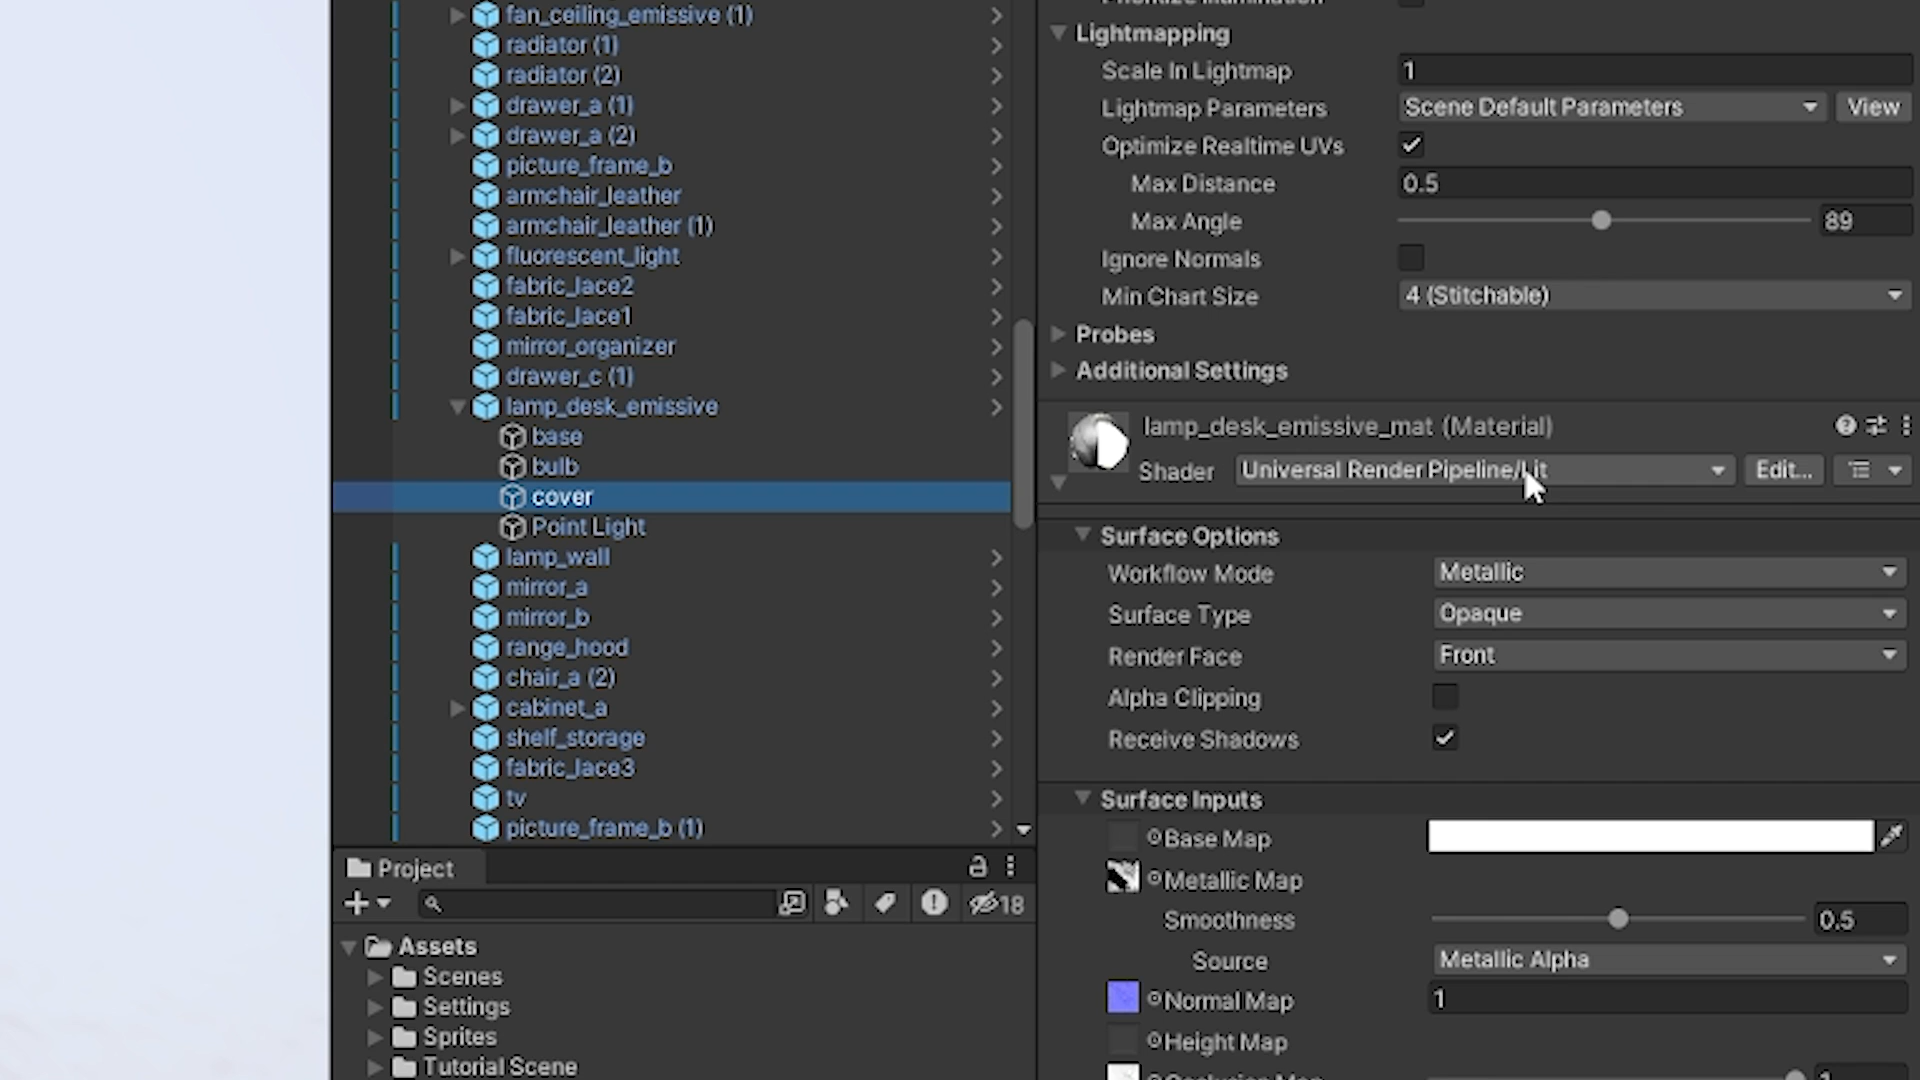 fan_ceiling_emissive (1)
radiator (1)
radiator (2)
drawer_a (1)
drawer_a (2)
picture_frame_b
armchair_leather
armchair_leather (1)
fluorescent_light
fabric_lace2
fabric_lace1
mirror_organizer
drawer_c (1)
lamp_desk_emissive
base
bulb
cover
Point Light
lamp_wall
mirror_a
mirror_b
range_hood
chair_a (2)
cabinet_a
shelf_storage
fabric_lace3
tv
picture_frame_b (1)
Project
18
Assets
Scenes
Settings
Sprites
Tutorial Scene
Lightmapping
Scale In Lightmap 1
Lightmap Parameters Scene Default Parameters View
Optimize Realtime UVs
Max Distance 0.5
Max Angle 89
Ignore Normals
Min Chart Size 4 (Stitchable)
Probes
Additional Settings
lamp_desk_emissive_mat (Material)
Shader Universal Render Pipeline/Lit Edit...
Surface Options
Workflow Mode Metallic
Surface Type Opaque
Render Face Front
Alpha Clipping
Receive Shadows
Surface Inputs
Base Map
Metallic Map
Smoothness 0.5
Source Metallic Alpha
Normal Map 1
Height Map